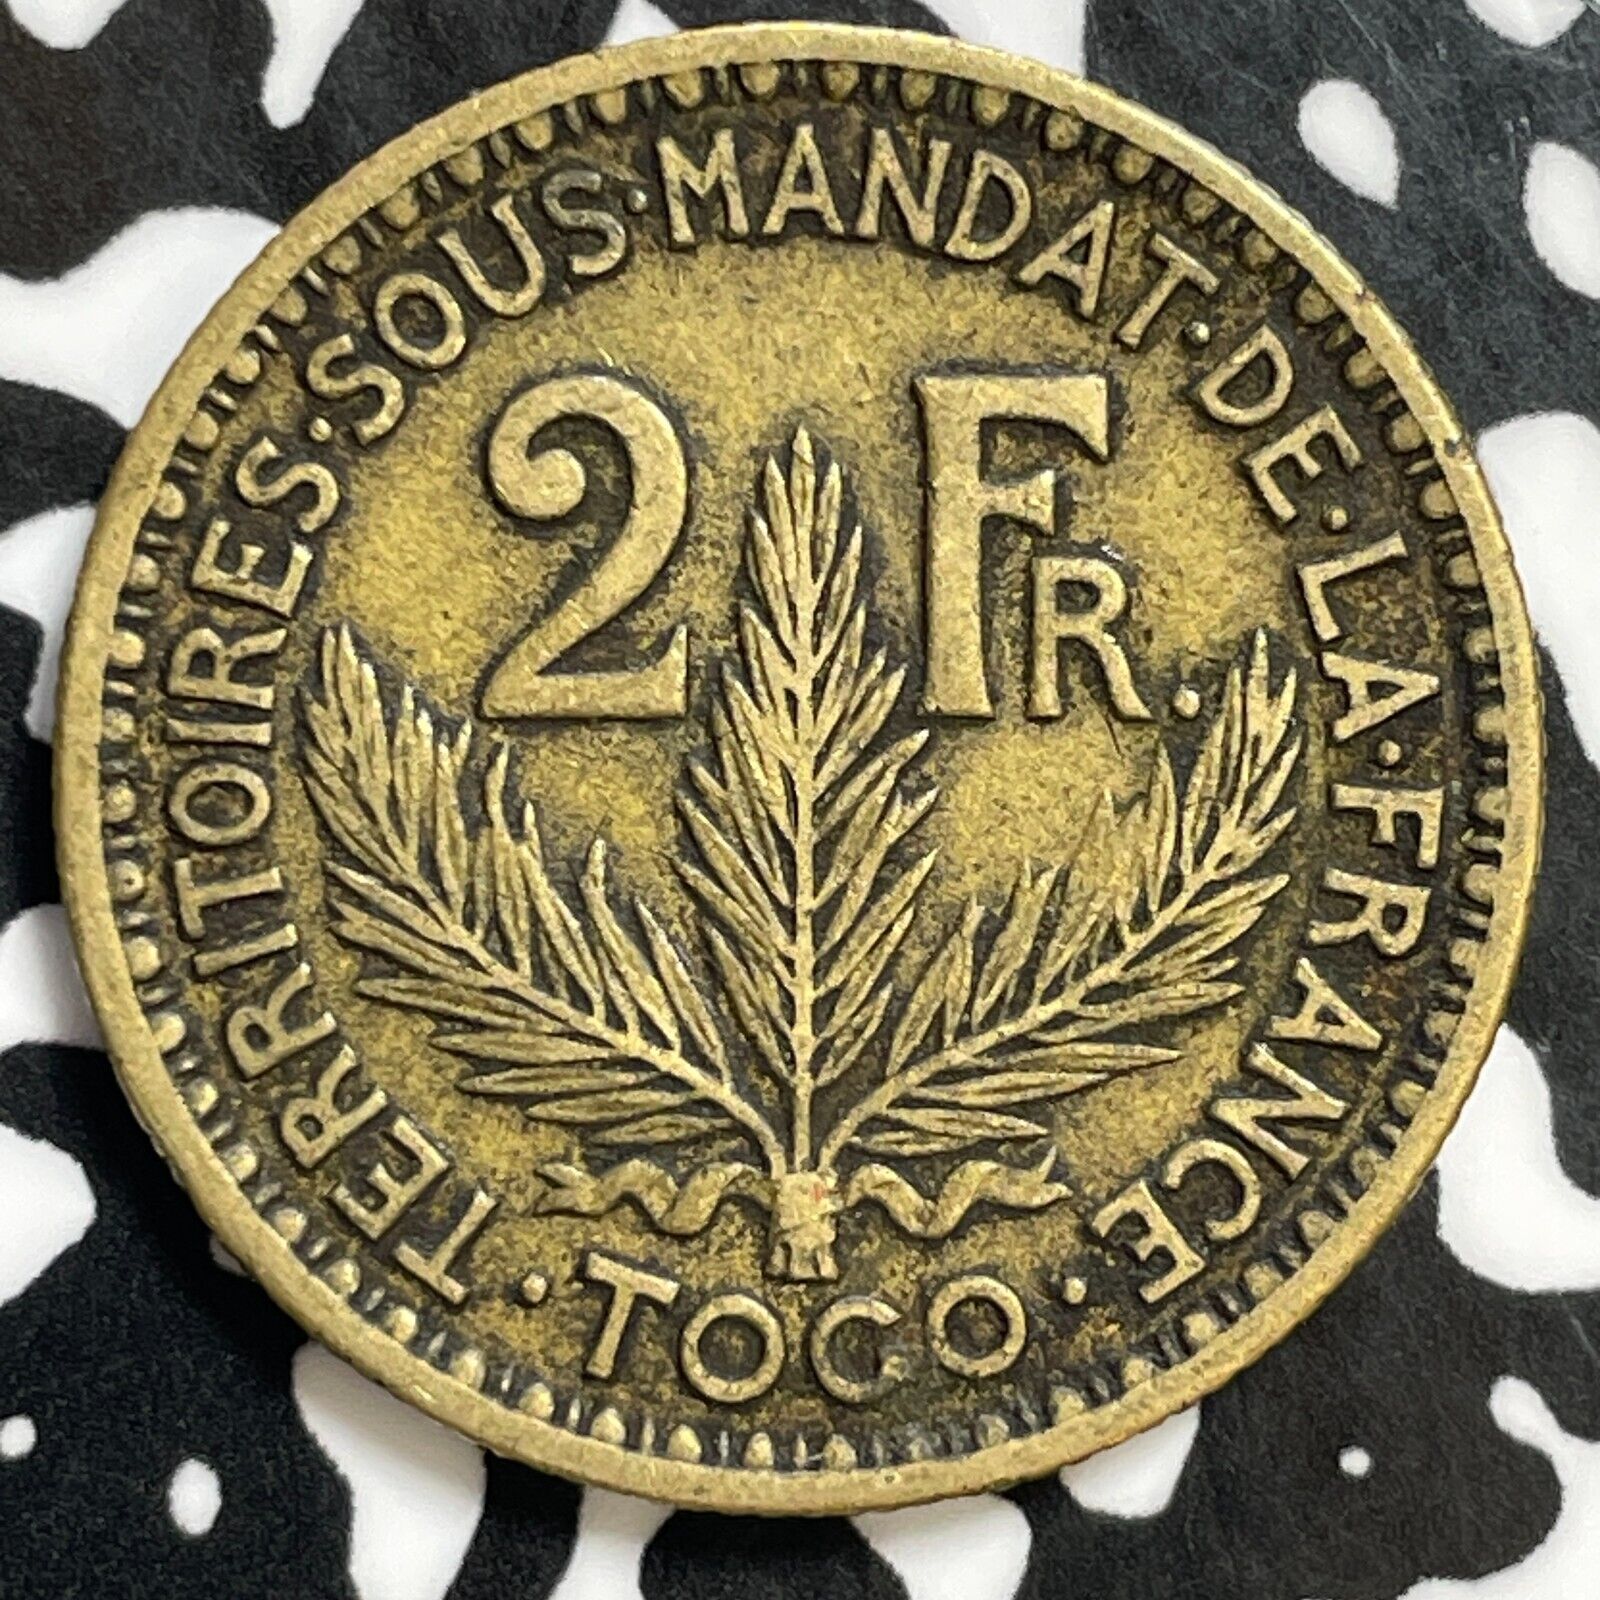 TERRITOIRES·SOUS·MANDAT·DE·LA·FRANCE
2 FR.
·TOGO·